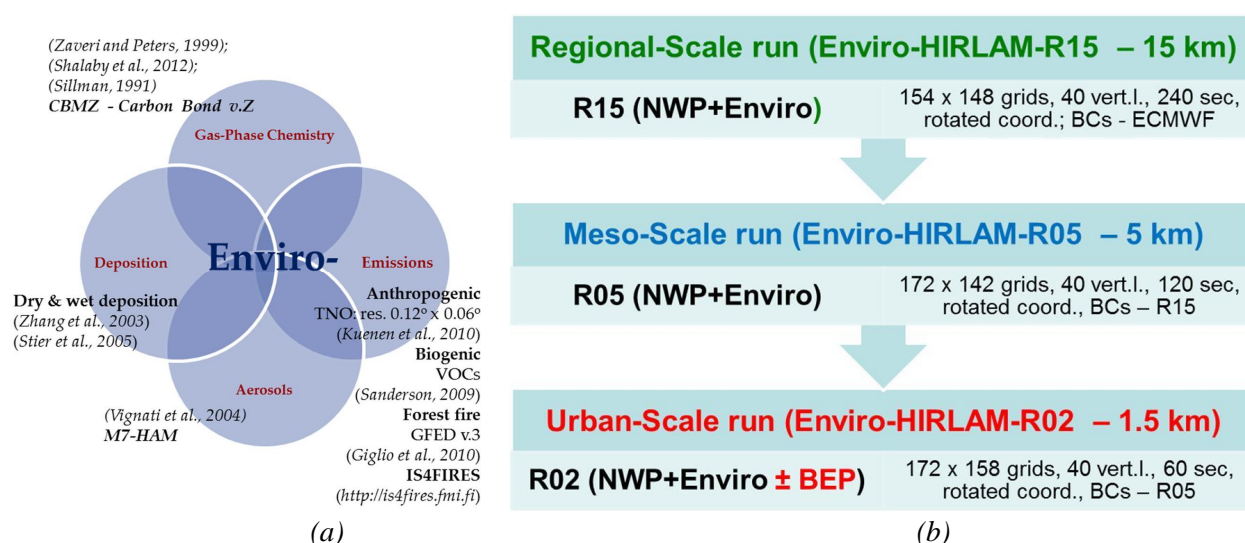 (Zaveri and Peters, 1999);
(Shalaby et al., 2012);
(Sillman, 1991)
CBMZ - Carbon Bond v.Z
Gas-Phase Chemistry
Deposition
Enviro-
Emissions
Dry & wet deposition
(Zhang et al., 2003)
(Stier et al., 2005)
Anthropogenic
TNO: res. 0.12º x 0.06º
(Kuenen et al., 2010)
Biogenic
VOCs
(Sanderson, 2009)
Forest fire
GFED v.3
(Giglio et al., 2010)
IS4FIRES
(http://is4fires.fmi.fi)
Aerosols
(Vignati et al., 2004)
M7-HAM
(a)
Regional-Scale run (Enviro-HIRLAM-R15 – 15 km)
R15 (NWP+Enviro)
154 x 148 grids, 40 vert.l., 240 sec,
rotated coord.; BCs - ECMWF
Meso-Scale run (Enviro-HIRLAM-R05 – 5 km)
R05 (NWP+Enviro)
172 x 142 grids, 40 vert.l., 120 sec,
rotated coord., BCs – R15
Urban-Scale run (Enviro-HIRLAM-R02 – 1.5 km)
R02 (NWP+Enviro ± BEP)
172 x 158 grids, 40 vert.l., 60 sec,
rotated coord., BCs – R05
(b)